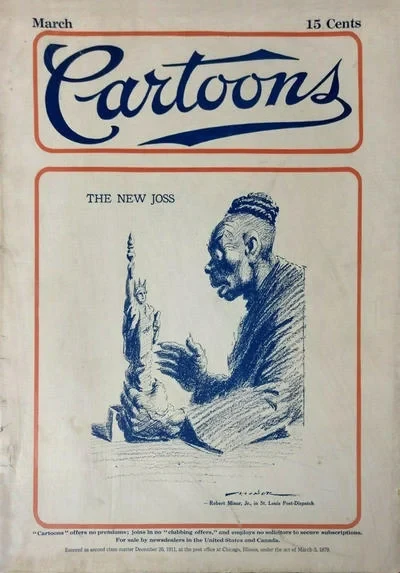 March 15 Cents
Cartoons
THE NEW JOSS
MINOR
— Robert Minor, Jr., in St. Louis Post-Dispatch
"Cartoons" offers no premiums; joins in no "clubbing offers," and employs no solicitors to secure subscriptions.
For sale by newsdealers in the United States and Canada.
Entered as second class matter December 26, 1911, at the post office at Chicago, Illinois, under the act of March 3, 1879.